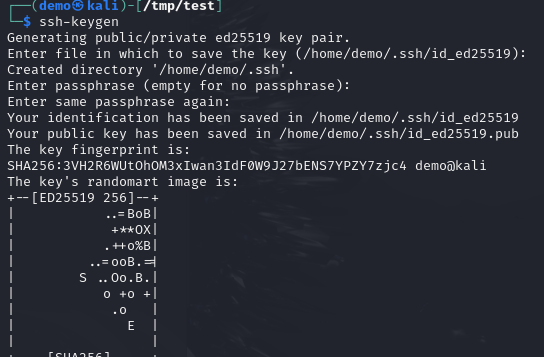 ┌──(demo㉿kali)-[/tmp/test]
└─$ ssh-keygen
Generating public/private ed25519 key pair.
Enter file in which to save the key (/home/demo/.ssh/id_ed25519):
Created directory '/home/demo/.ssh'.
Enter passphrase (empty for no passphrase):
Enter same passphrase again:
Your identification has been saved in /home/demo/.ssh/id_ed25519
Your public key has been saved in /home/demo/.ssh/id_ed25519.pub
The key fingerprint is:
SHA256:3VH2R6WUtOhOM3xIwan3IdF0W9J27bENS7YPZY7zjc4 demo@kali
The key's randomart image is:
+--[ED25519 256]--+
|           ..=BoB|
|            +**OX|
|           .++o%B|
|         ..=ooB.=+|
|        S ..Oo.B.|
|           o +o +|
|            .o   |
|              E  |
|                 |
+----[SHA256]-----+